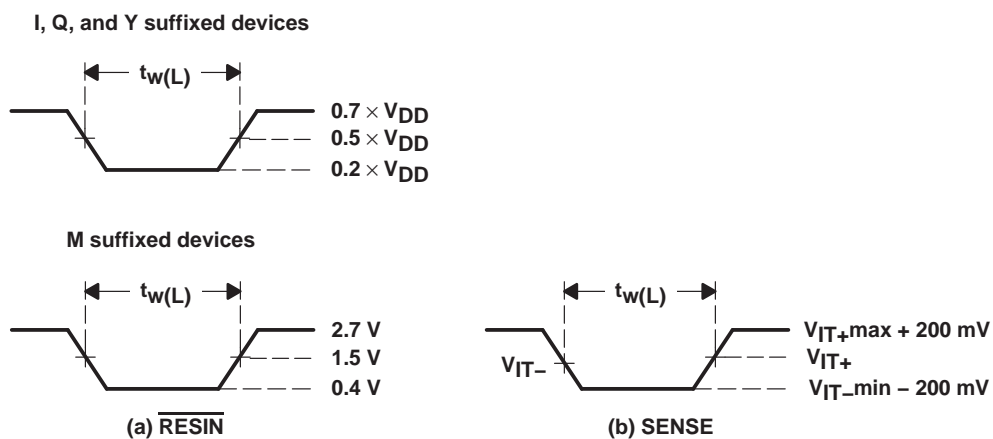 I, Q, and Y suffixed devices
tw(L)
0.7 × VDD
0.5 × VDD
0.2 × VDD
M suffixed devices
tw(L)
2.7 V
1.5 V
0.4 V
(a) RESIN
tw(L)
VIT–
VIT+max + 200 mV
VIT+
VIT–min – 200 mV
(b) SENSE